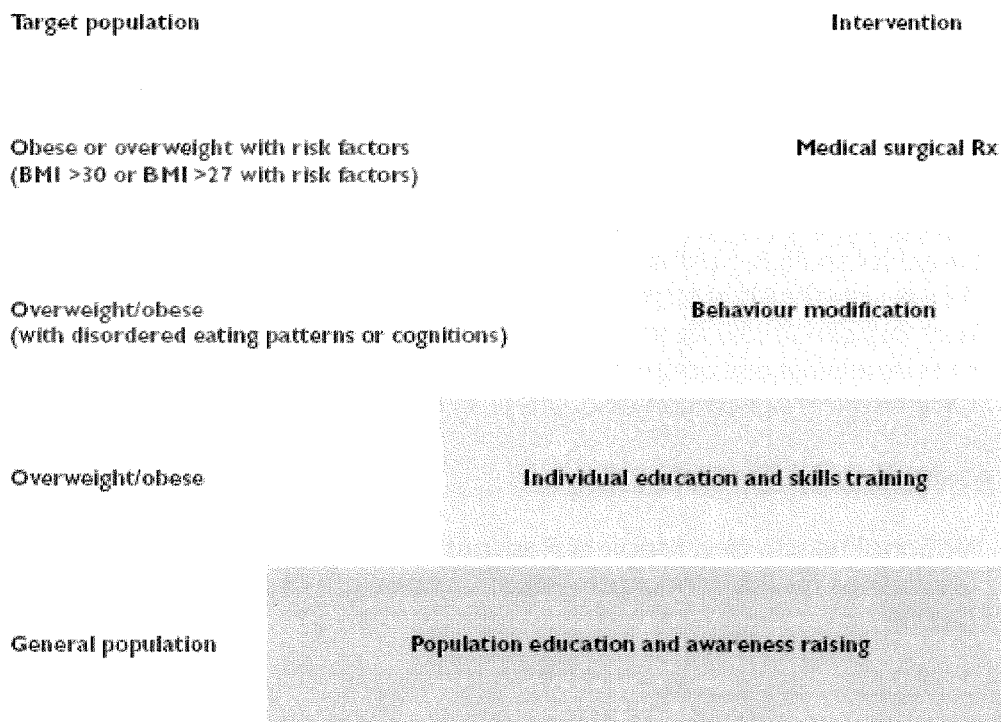 Target population Intervention
Obese or overweight with risk factors Medical surgical Rx
(BMI >30 or BMI >27 with risk factors)
Overweight/obese Behaviour modification
(with disordered eating patterns or cognitions)
Overweight/obese Individual education and skills training
General population Population education and awareness raising